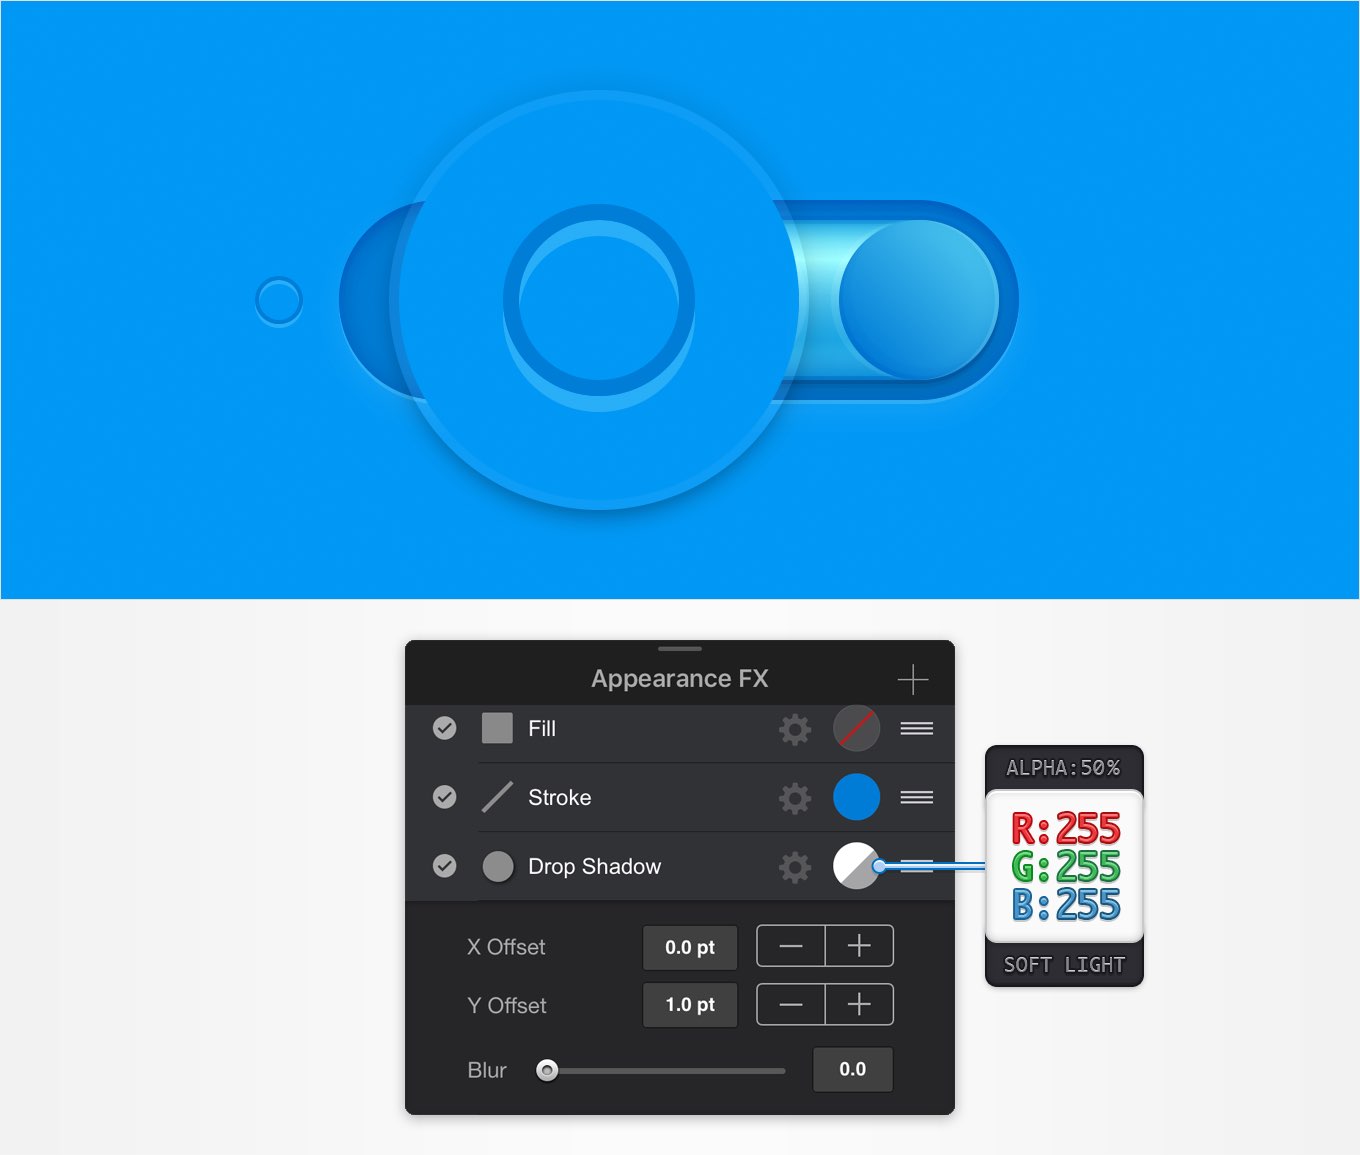 Appearance FX
Fill
Stroke
Drop Shadow
X Offset 0.0 pt
Y Offset 1.0 pt
Blur 0.0
ALPHA:50%
R:255
G:255
B:255
SOFT LIGHT